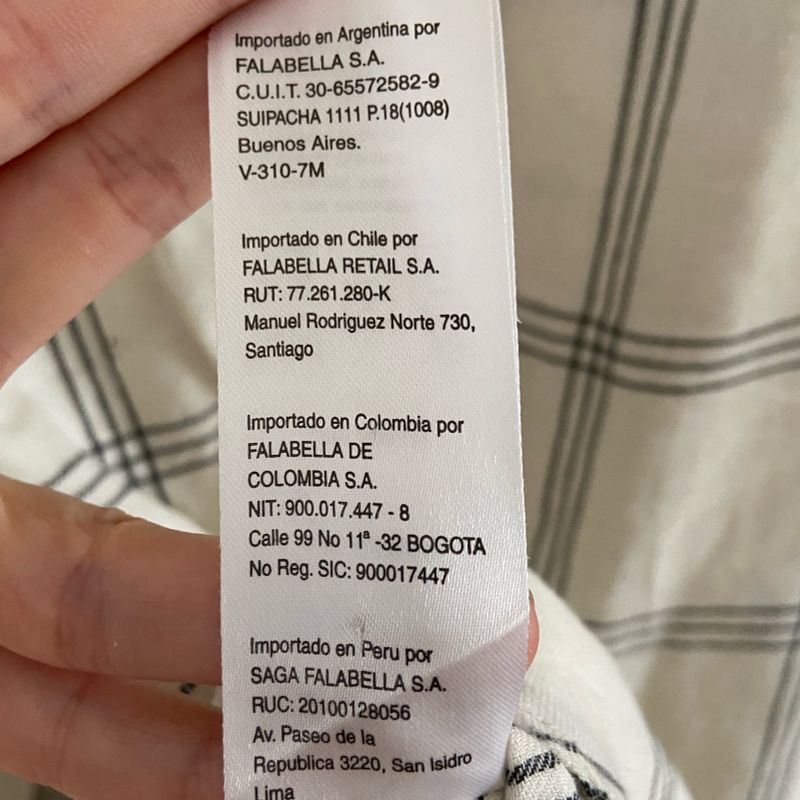 Importado en Argentina por
FALABELLA S.A.
C.U.I.T. 30-65572582-9
SUIPACHA 1111 P.18(1008)
Buenos Aires.
V-310-7M
Importado en Chile por
FALABELLA RETAIL S.A.
RUT: 77.261.280-K
Manuel Rodriguez Norte 730,
Santiago
Importado en Colombia por
FALABELLA DE
COLOMBIA S.A.
NIT: 900.017.447 - 8
Calle 99 No 11ª -32 BOGOTA
No Reg. SIC: 900017447
Importado en Peru por
SAGA FALABELLA S.A.
RUC: 20100128056
Av. Paseo de la
Republica 3220, San Isidro
Lima